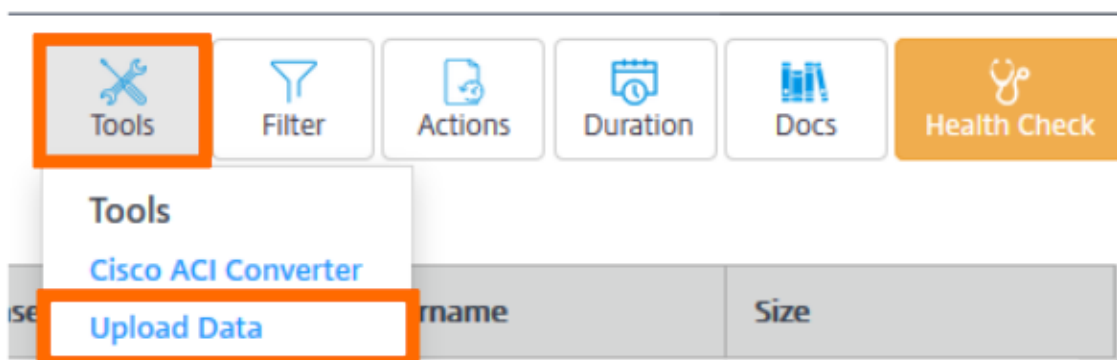 Tools
Filter
Actions
Duration
Docs
Health Check
Tools
Cisco ACI Converter
Upload Data
Size